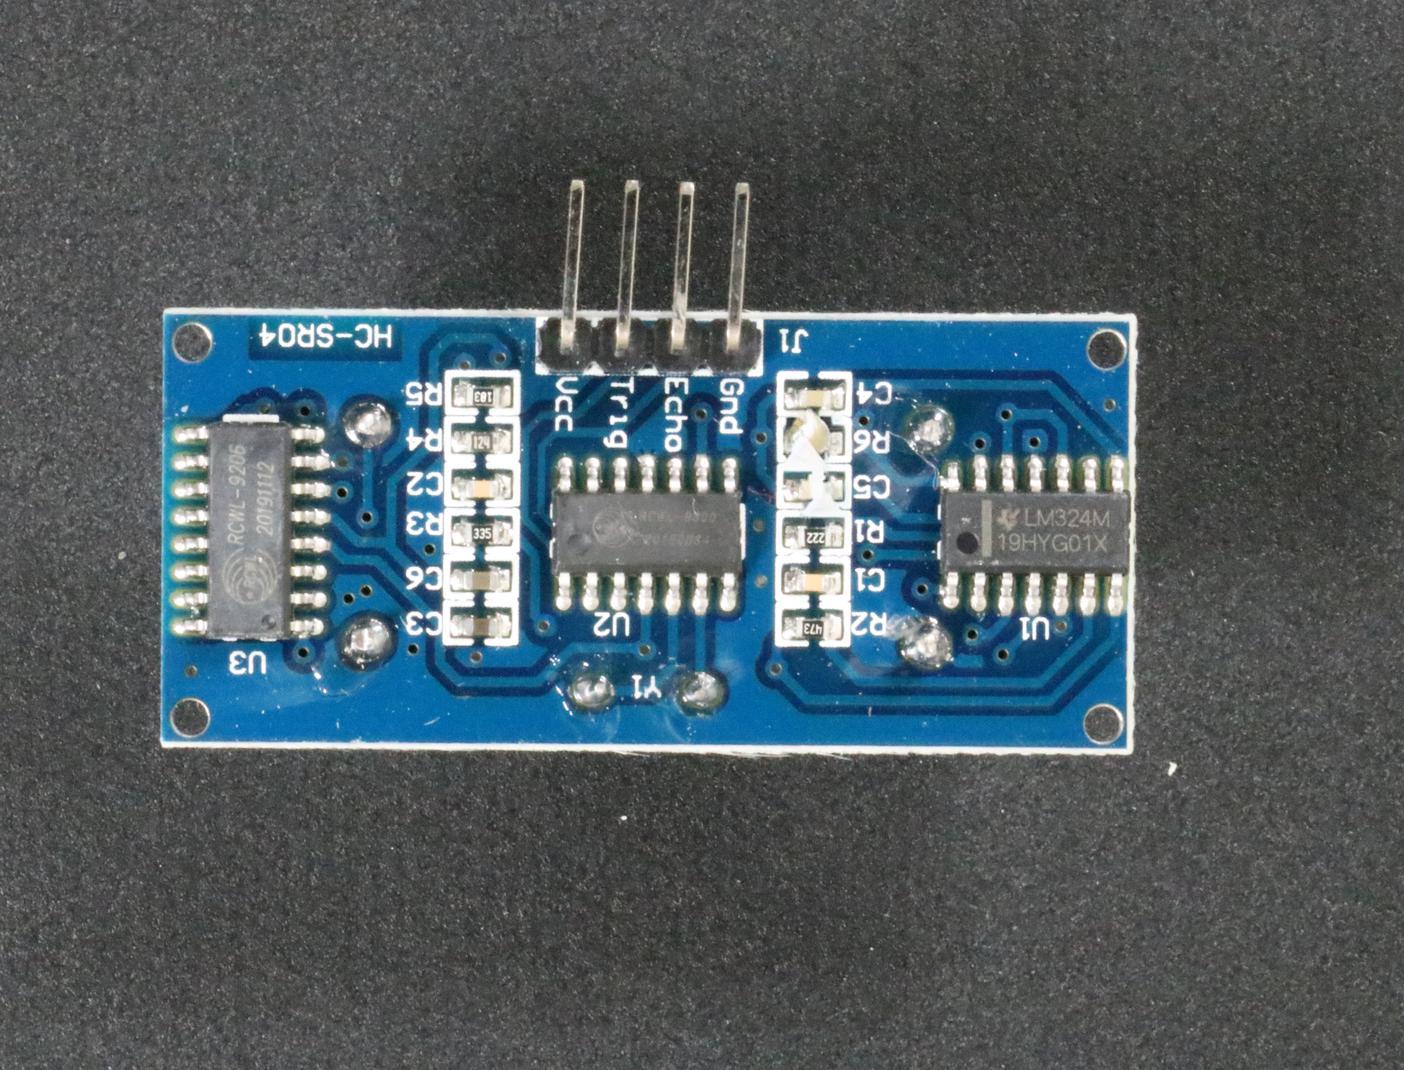 HC-SR04
J1
Vcc
Trig
Echo
Gnd
R5
103
R4
124
C2
R3
335
C6
C3
C4
R6
C5
R1
222
C1
R2
473
RCWL-9206
20191112
U3
U2
Y1
LM324M
19HYG01X
U1